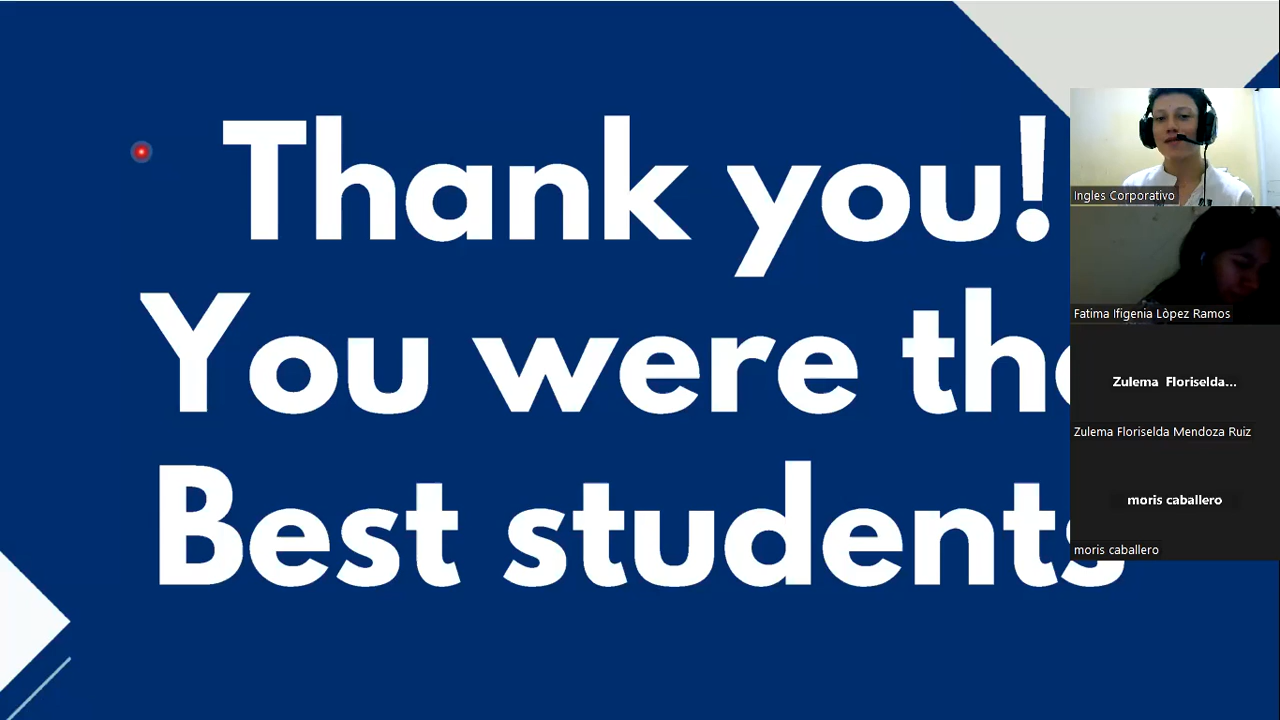 Thank you!
You were the
Best students
Ingles Corporativo
Fatima Ifigenia Lòpez Ramos
Zulema Floriselda...
Zulema Floriselda Mendoza Ruiz
moris caballero
moris caballero